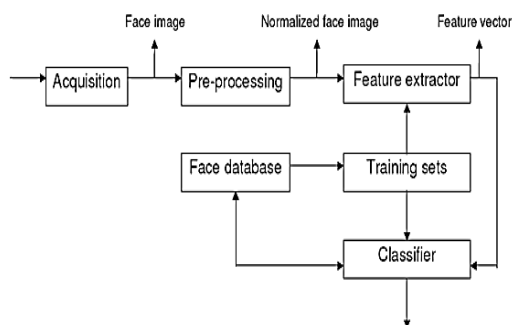 Face image
Normalized face image
Feature vector
Acquisition
Pre-processing
Feature extractor
Face database
Training sets
Classifier